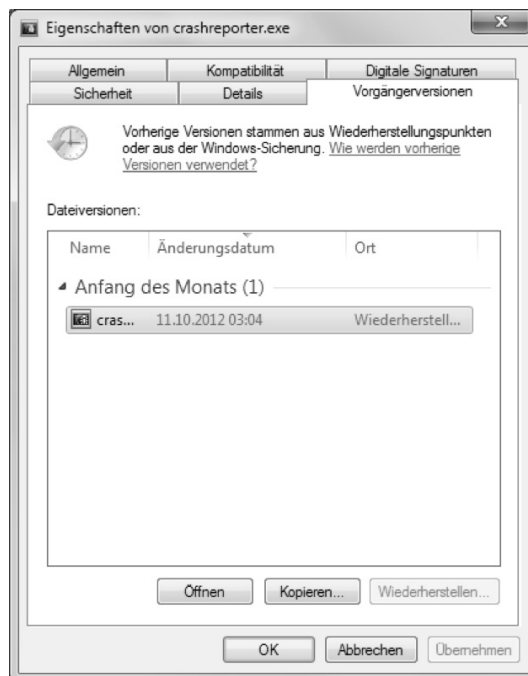 Eigenschaften von crashreporter.exe
Allgemein Kompatibilität Digitale Signaturen
Sicherheit Details Vorgängerversionen
Vorherige Versionen stammen aus Wiederherstellungspunkten
oder aus der Windows-Sicherung. Wie werden vorherige
Versionen verwendet?
Dateiversionen:
Name Änderungsdatum Ort
Anfang des Monats (1)
cras... 11.10.2012 03:04 Wiederherstell...
Öffnen Kopieren... Wiederherstellen...
OK Abbrechen Übernehmen